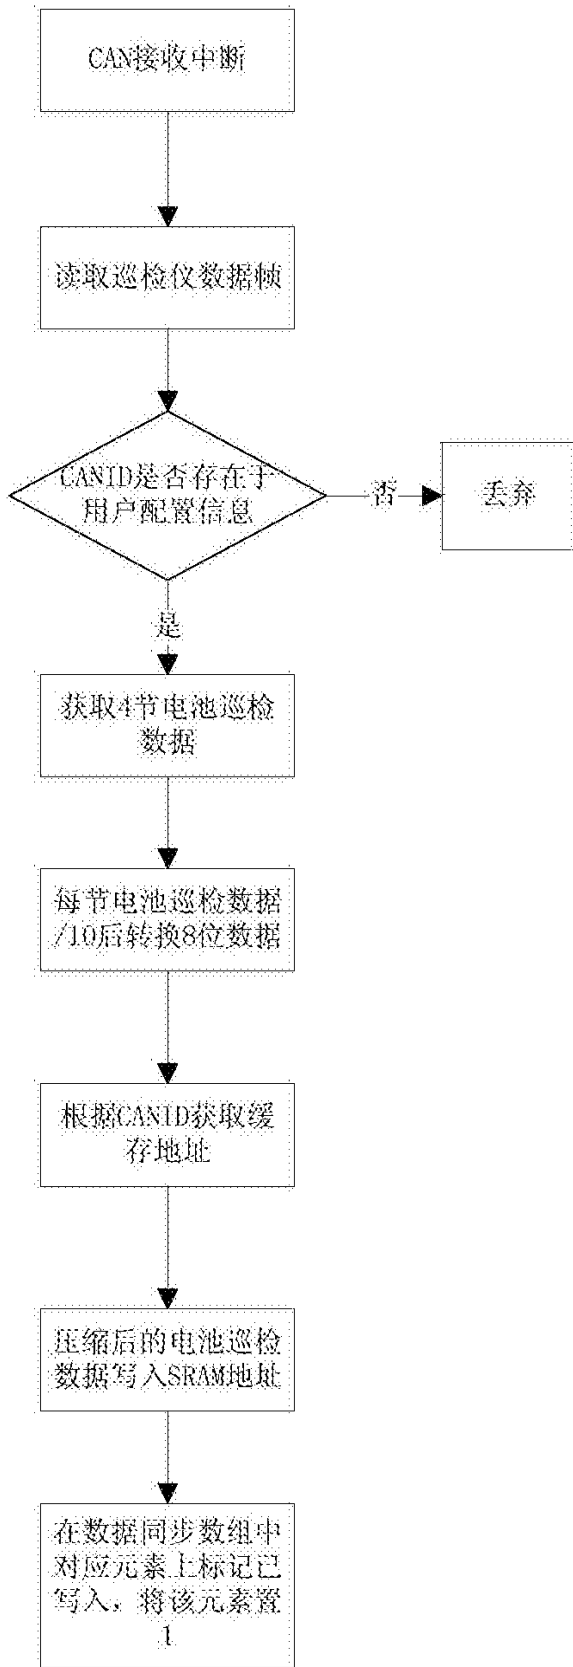 CAN接收中断
读取巡检仪数据帧
CANID是否存在于
用户配置信息
否
丢弃
是
获取4节电池巡检
数据
每节电池巡检数据
/10后转换8位数据
根据CANID获取缓
存地址
压缩后的电池巡检
数据写入SRAM地址
在数据同步数组中
对应元素上标记已
写入，将该元素置
1